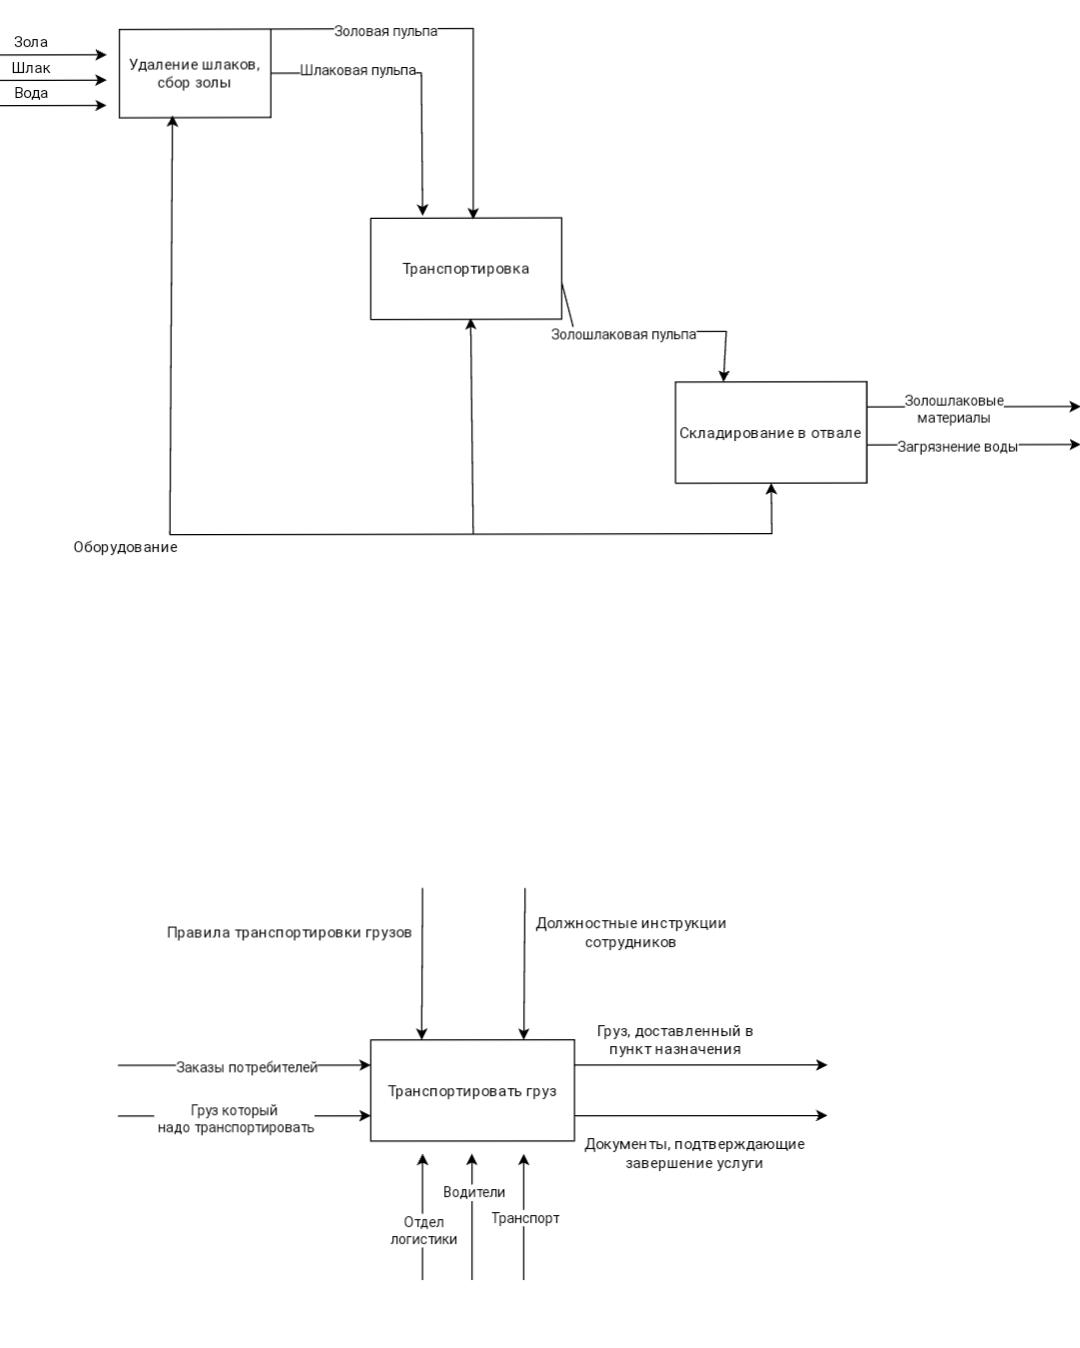 Зола
Шлак
Вода
Удаление шлаков,
сбор золы
Золовая пульпа
Шлаковая пульпа
Транспортировка
Золошлаковая пульпа
Складирование в отвале
Золошлаковые
материалы
Загрязнение воды
Оборудование
Правила транспортировки грузов
Должностные инструкции
сотрудников
Заказы потребителей
Груз который
надо транспортировать
Транспортировать груз
Груз, доставленный в
пункт назначения
Документы, подтверждающие
завершение услуги
Отдел
логистики
Водители
Транспорт